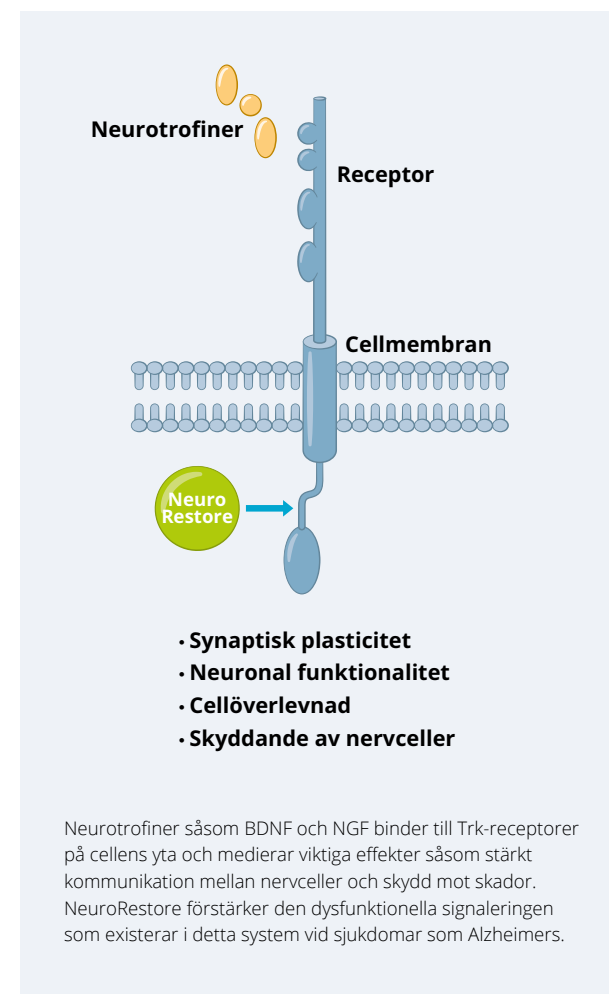 Neurotrofiner
Receptor
Cellmembran
Neuro
Restore
• Synaptisk plasticitet
• Neuronal funktionalitet
• Cellöverlevnad
• Skyddande av nervceller
Neurotrofiner såsom BDNF och NGF binder till Trk-receptorer
på cellens yta och medierar viktiga effekter såsom stärkt
kommunikation mellan nervceller och skydd mot skador.
NeuroRestore förstärker den dysfunktionella signaleringen
som existerar i detta system vid sjukdomar som Alzheimers.